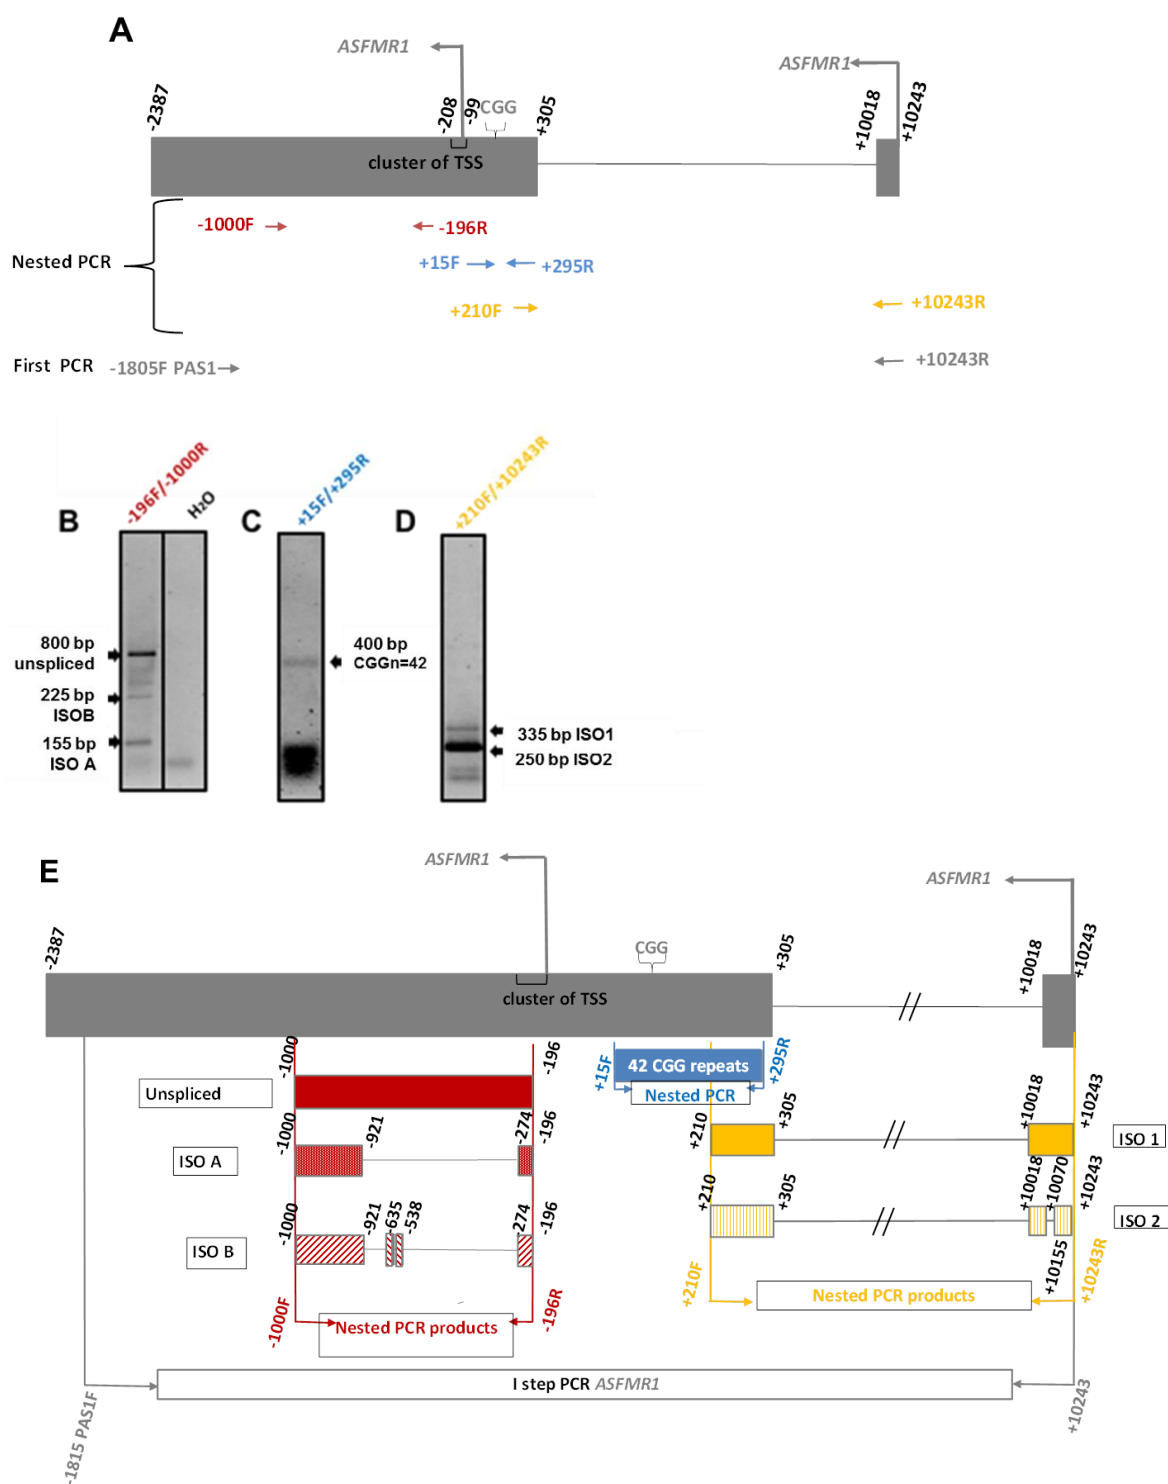 A
ASFMR1
ASFMR1
-2387
-208
-99
CGG
+305
+10018
+10243
cluster of TSS
-1000F
-196R
Nested PCR
+15F
+295R
+210F
+10243R
First PCR
-1805F PAS1
+10243R
B
-196F/-1000R
H₂O
C
+15F/+295R
D
+210F/+10243R
800 bp
unspliced
225 bp
ISOB
155 bp
ISO A
400 bp
CGGn=42
335 bp ISO1
250 bp ISO2
E
ASFMR1
ASFMR1
-2387
CGG
+305
+10018
+10243
cluster of TSS
-1000
-196
+15F
42 CGG repeats
+295R
Nested PCR
Unspliced
-1000
-921
-274
-196
+210
+305
+10018
+10243
ISO 1
ISO A
-1000
-921
-635
-538
-274
-196
+210
+305
+10018
+10070
+10243
ISO 2
ISO B
+10155
-1000F
Nested PCR products
-196R
+210F
Nested PCR products
+10243R
I step PCR ASFMR1
-1815 PAS1F
+10243